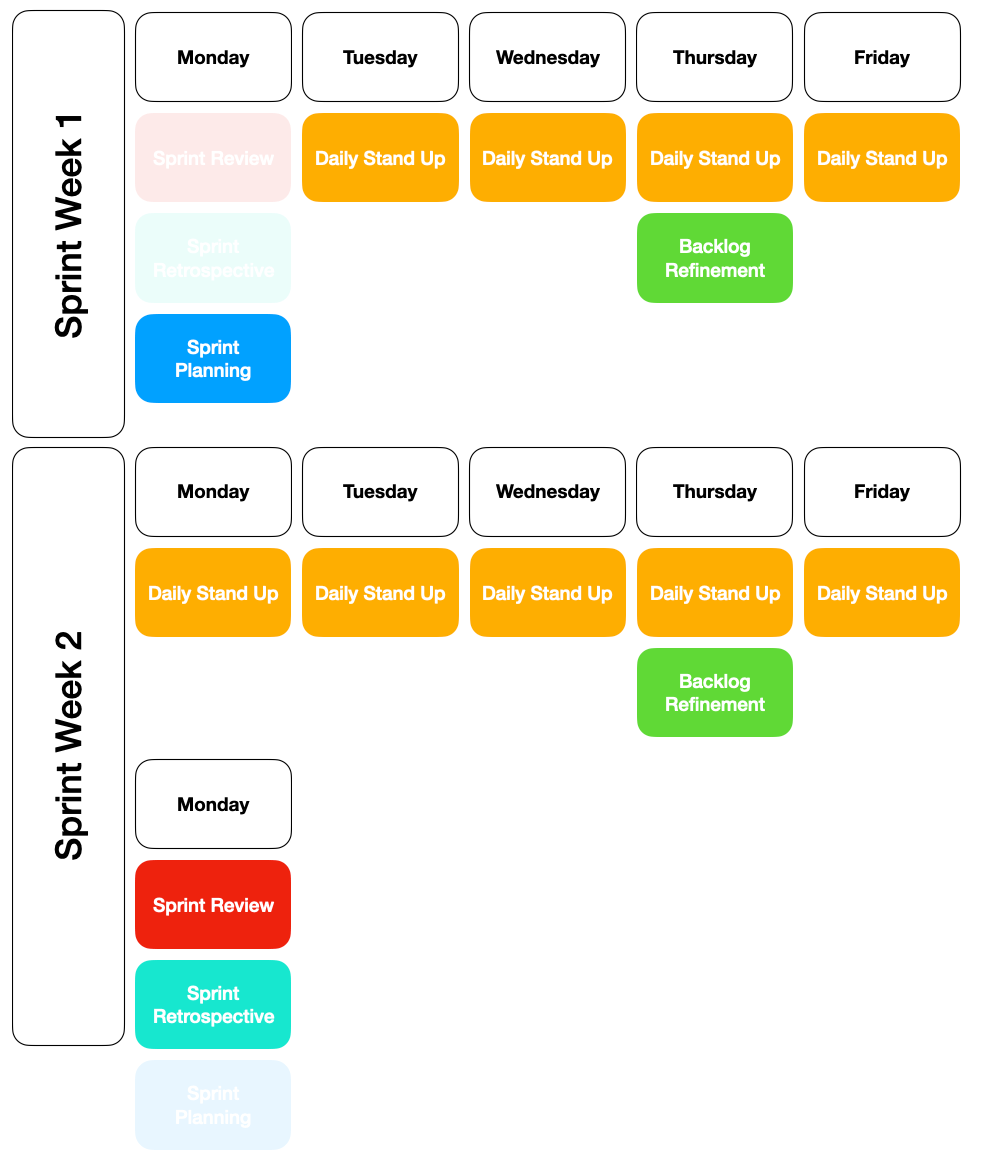 Sprint Week 1
Monday
Tuesday
Wednesday
Thursday
Friday
Sprint Review
Daily Stand Up
Daily Stand Up
Daily Stand Up
Daily Stand Up
Sprint
Retrospective
Backlog
Refinement
Sprint
Planning
Sprint Week 2
Monday
Tuesday
Wednesday
Thursday
Friday
Daily Stand Up
Daily Stand Up
Daily Stand Up
Daily Stand Up
Daily Stand Up
Backlog
Refinement
Monday
Sprint Review
Sprint
Retrospective
Sprint
Planning